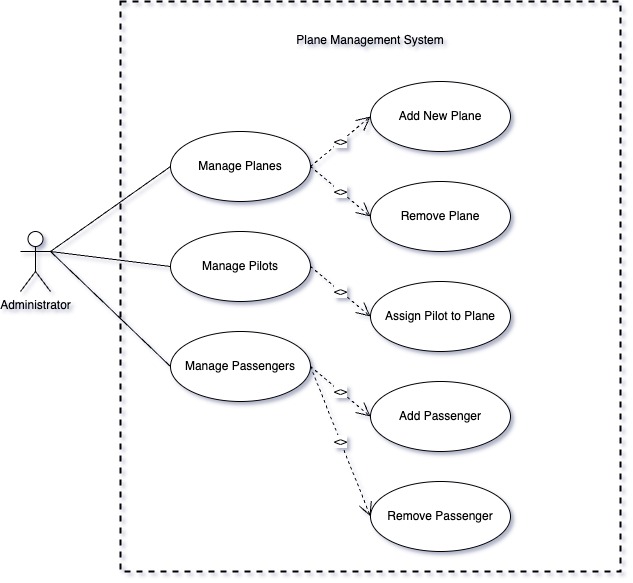 Plane Management System
Add New Plane
<>
Manage Planes
<>
Remove Plane
Manage Pilots
<>
Assign Pilot to Plane
Administrator
Manage Passengers
<>
Add Passenger
<>
Remove Passenger